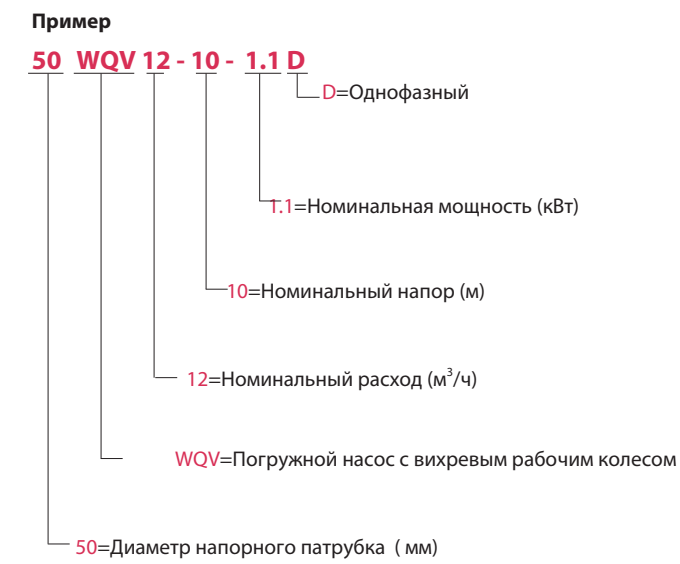 Пример
50 WQV 12 - 10 - 1.1 D
D=Однофазный
1.1=Номинальная мощность (кВт)
10=Номинальный напор (м)
12=Номинальный расход (м³/ч)
WQV=Погружной насос с вихревым рабочим колесом
50=Диаметр напорного патрубка ( мм)